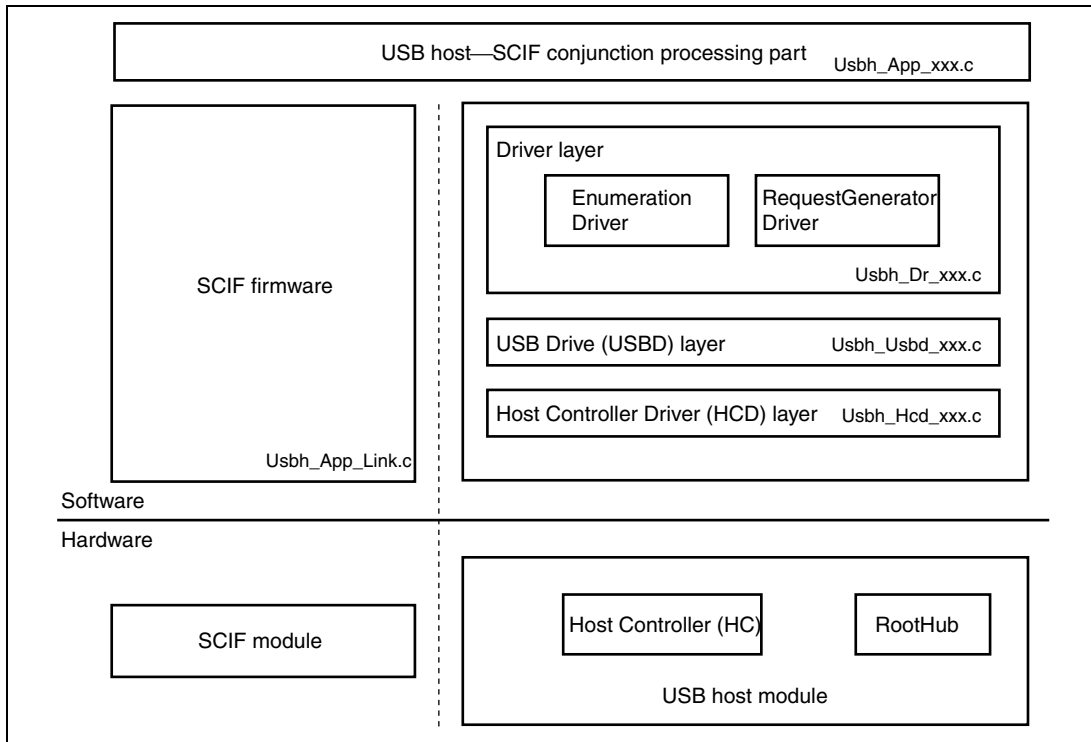 USB host—SCIF conjunction processing part
Usbh_App_xxx.c
SCIF firmware
Usbh_App_Link.c
Driver layer
Enumeration
Driver
RequestGenerator
Driver
Usbh_Dr_xxx.c
USB Drive (USBD) layer
Usbh_Usbd_xxx.c
Host Controller Driver (HCD) layer
Usbh_Hcd_xxx.c
Software
Hardware
SCIF module
Host Controller (HC)
RootHub
USB host module